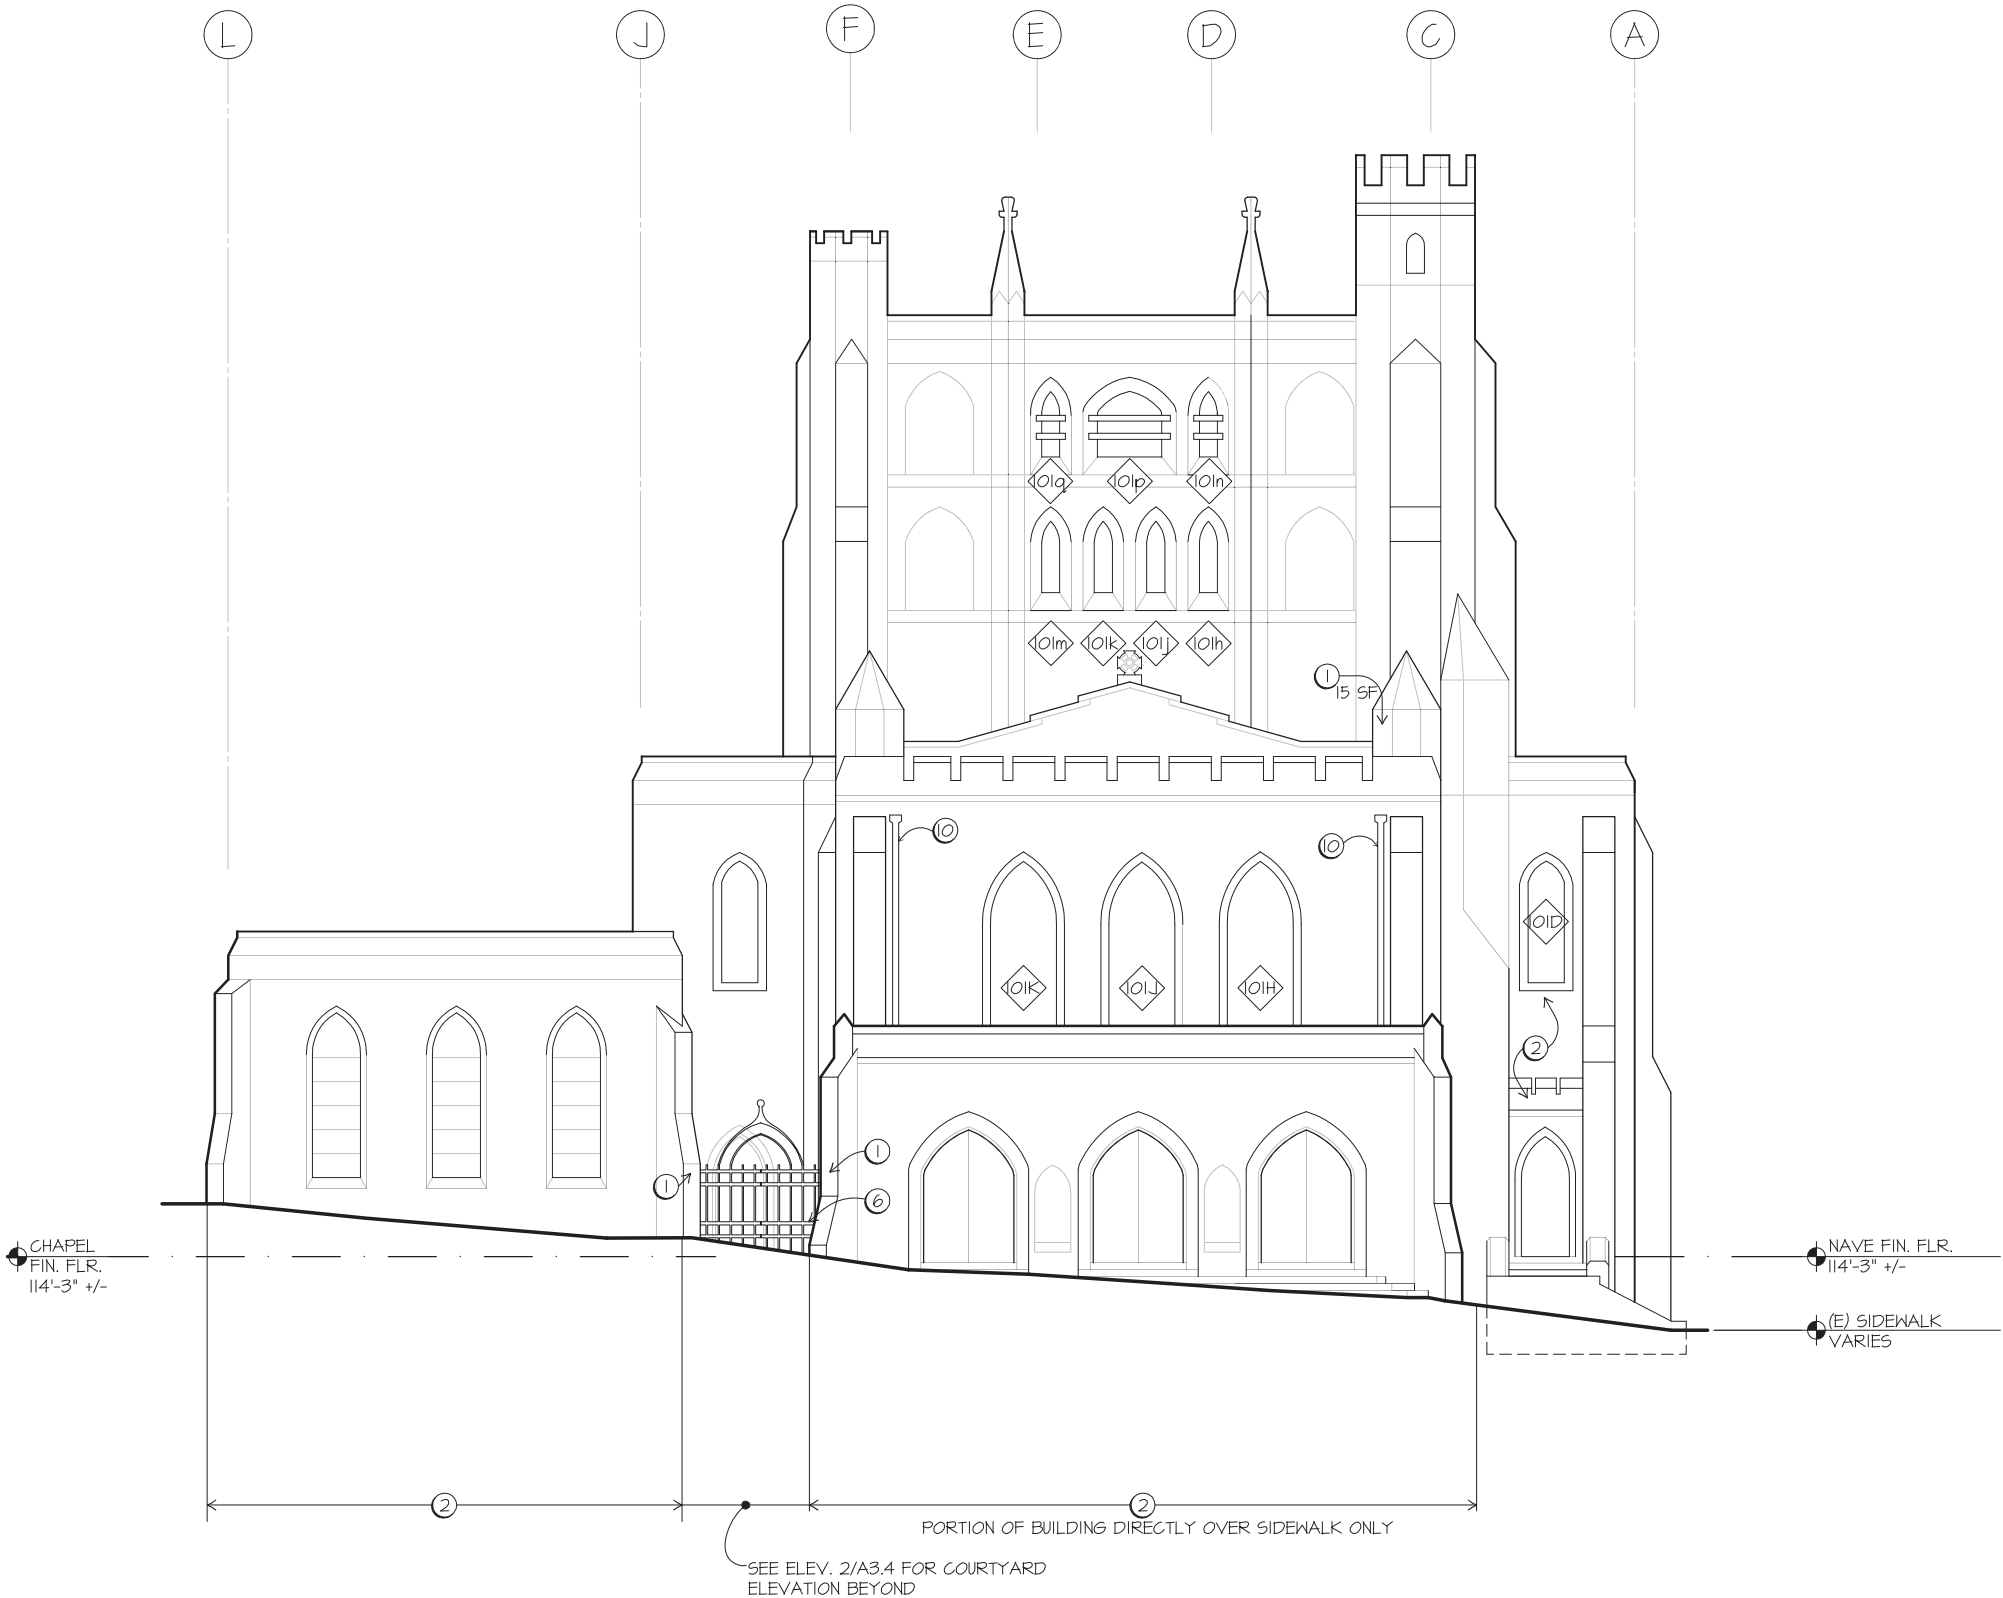 L J F E D C A
101q 101p 101n
101m 101k 101j 101h
1
15 SF
10 10
101D
101K 101J 101H
2
1
1
6
CHAPEL
FIN. FLR.
114'-3" +/-
NAVE FIN. FLR.
114'-3" +/-
(E) SIDEWALK
VARIES
2 2
PORTION OF BUILDING DIRECTLY OVER SIDEWALK ONLY
SEE ELEV. 2/A3.4 FOR COURTYARD
ELEVATION BEYOND